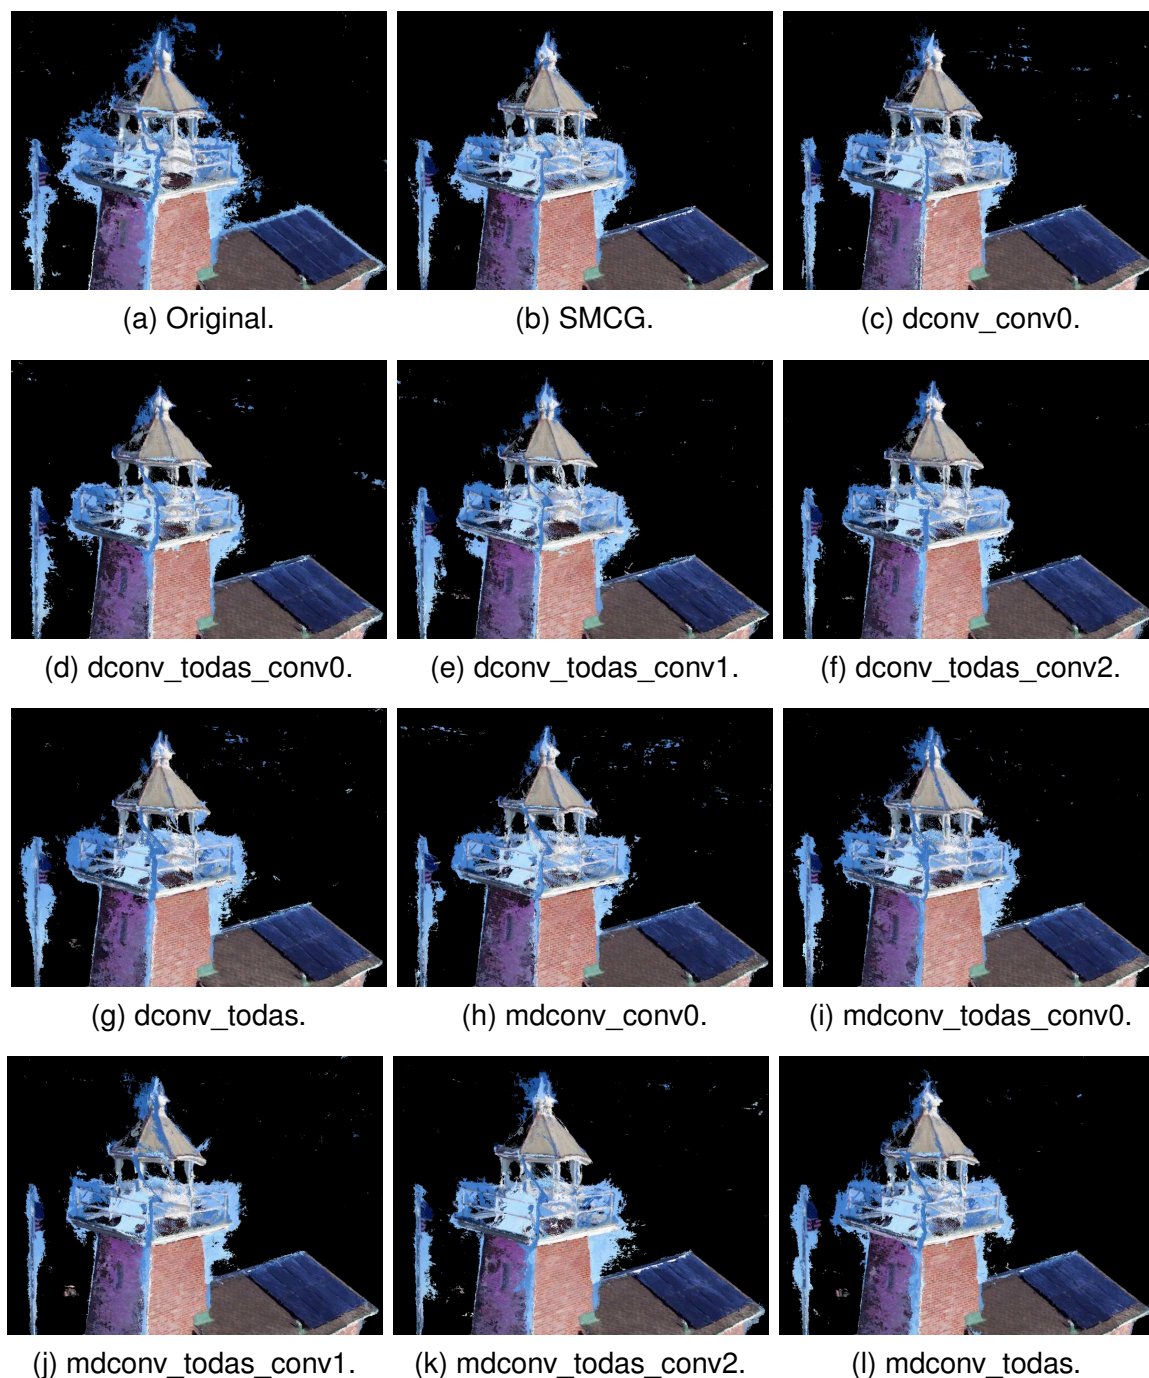 (a) Original.
(b) SMCG.
(c) dconv_conv0.
(d) dconv_todas_conv0.
(e) dconv_todas_conv1.
(f) dconv_todas_conv2.
(g) dconv_todas.
(h) mdconv_conv0.
(i) mdconv_todas_conv0.
(j) mdconv_todas_conv1.
(k) mdconv_todas_conv2.
(l) mdconv_todas.